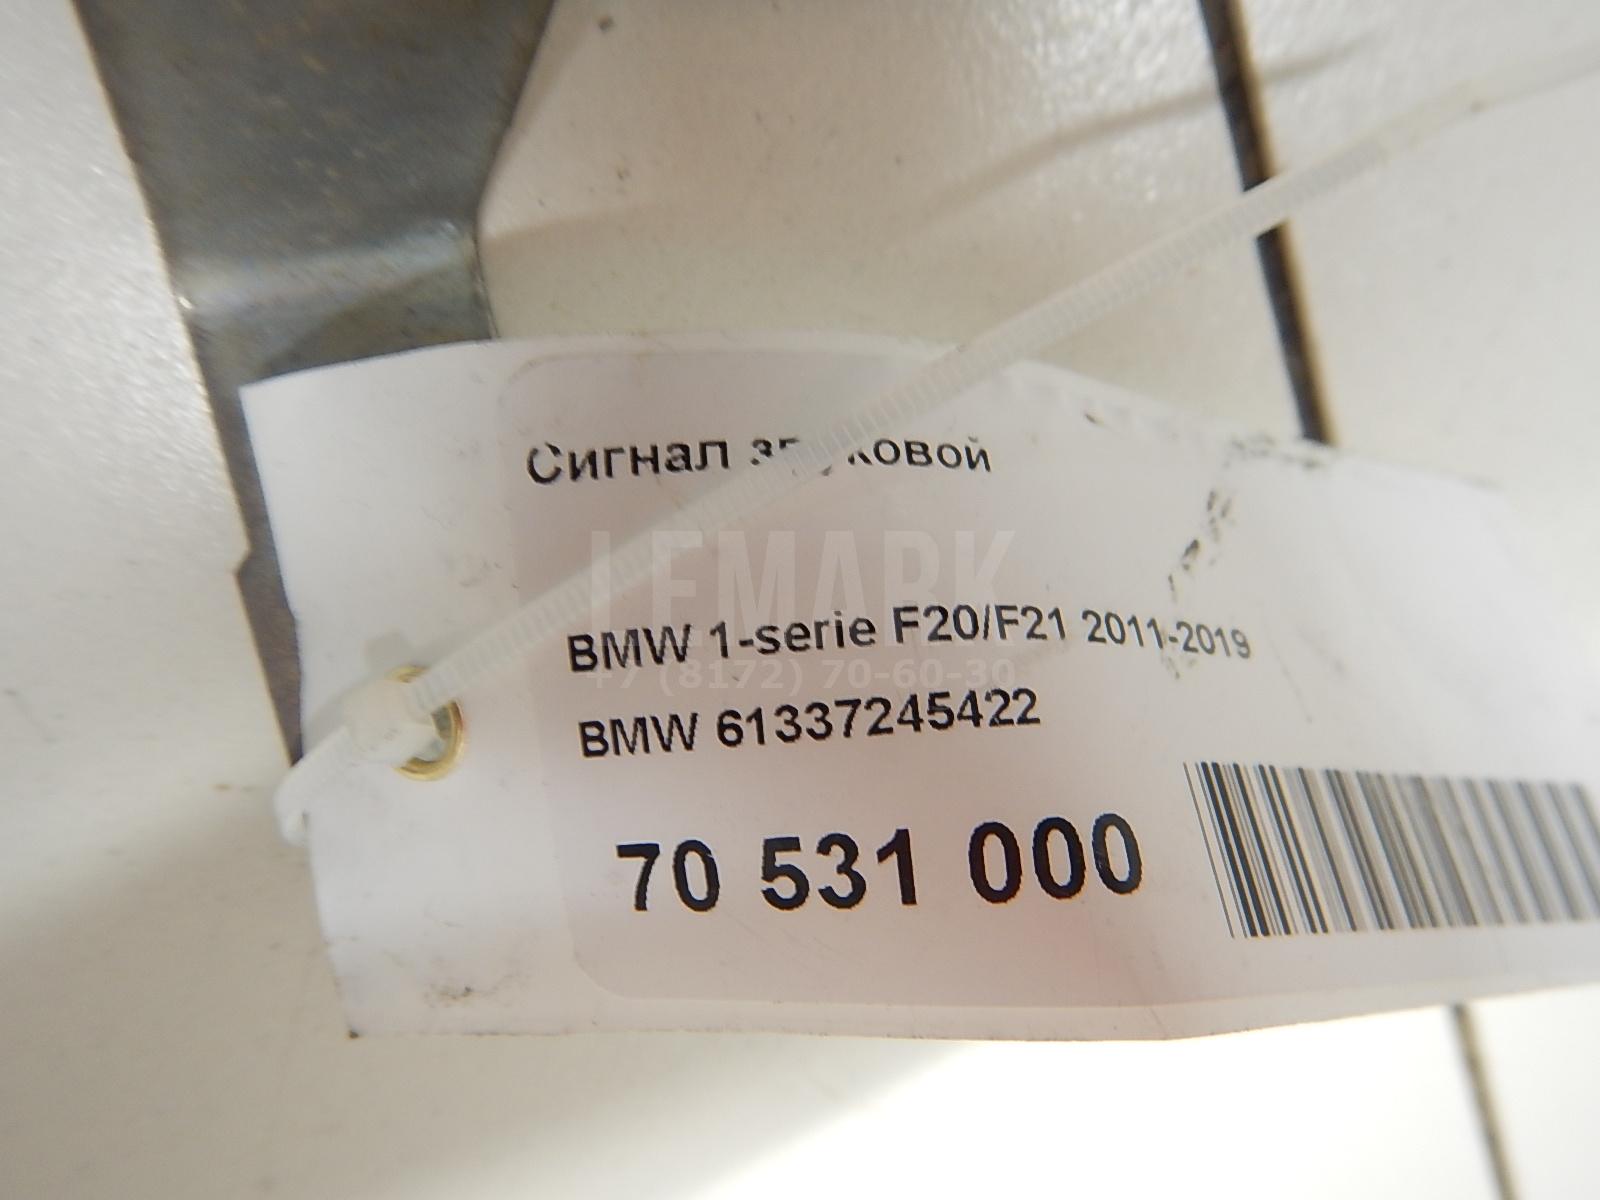 Сигнал звуковой
LEMARK
BMW 1-serie F20/F21 2011-2019
+7 (8172) 70-60-30
BMW 61337245422
70 531 000